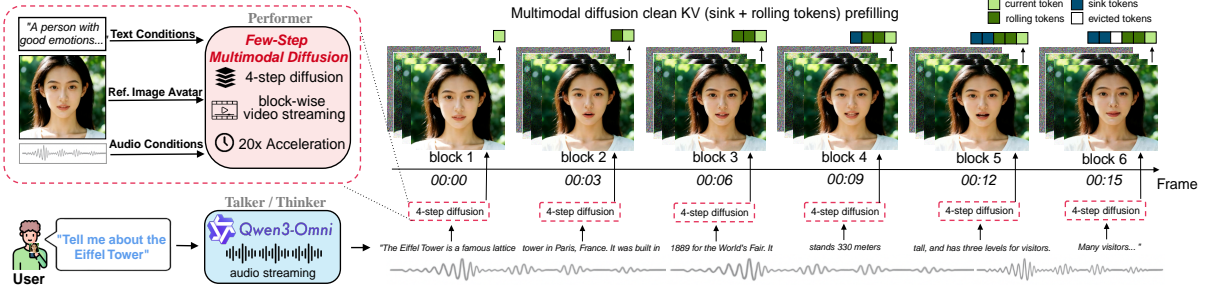 "A person with
good emotions...
Text Conditions
Ref. Image Avatar
Audio Conditions
Performer
Few-Step
Multimodal Diffusion
4-step diffusion
block-wise
video streaming
20x Acceleration
Multimodal diffusion clean KV (sink + rolling tokens) prefilling
current token
rolling tokens
sink tokens
evicted tokens
block 1
block 2
block 3
block 4
block 5
block 6
00:00
00:03
00:06
00:09
00:12
00:15
Frame
4-step diffusion
4-step diffusion
4-step diffusion
4-step diffusion
4-step diffusion
4-step diffusion
User
"Tell me about the
Eiffel Tower"
Talker / Thinker
Qwen3-Omni
audio streaming
"The Eiffel Tower is a famous lattice
tower in Paris, France. It was built in
1889 for the World's Fair. It
stands 330 meters
tall, and has three levels for visitors.
Many visitors... "